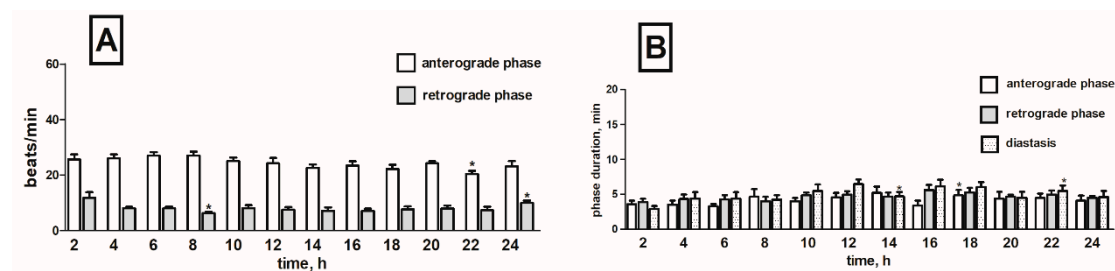 A
60
40
20
0
beats/min
anterograde phase
retrograde phase
*
*
*
2 4 6 8 10 12 14 16 18 20 22 24
time, h
B
20
15
10
5
0
phase duration, min
anterograde phase
retrograde phase
diastasis
*
*
*
2 4 6 8 10 12 14 16 18 20 22 24
time, h